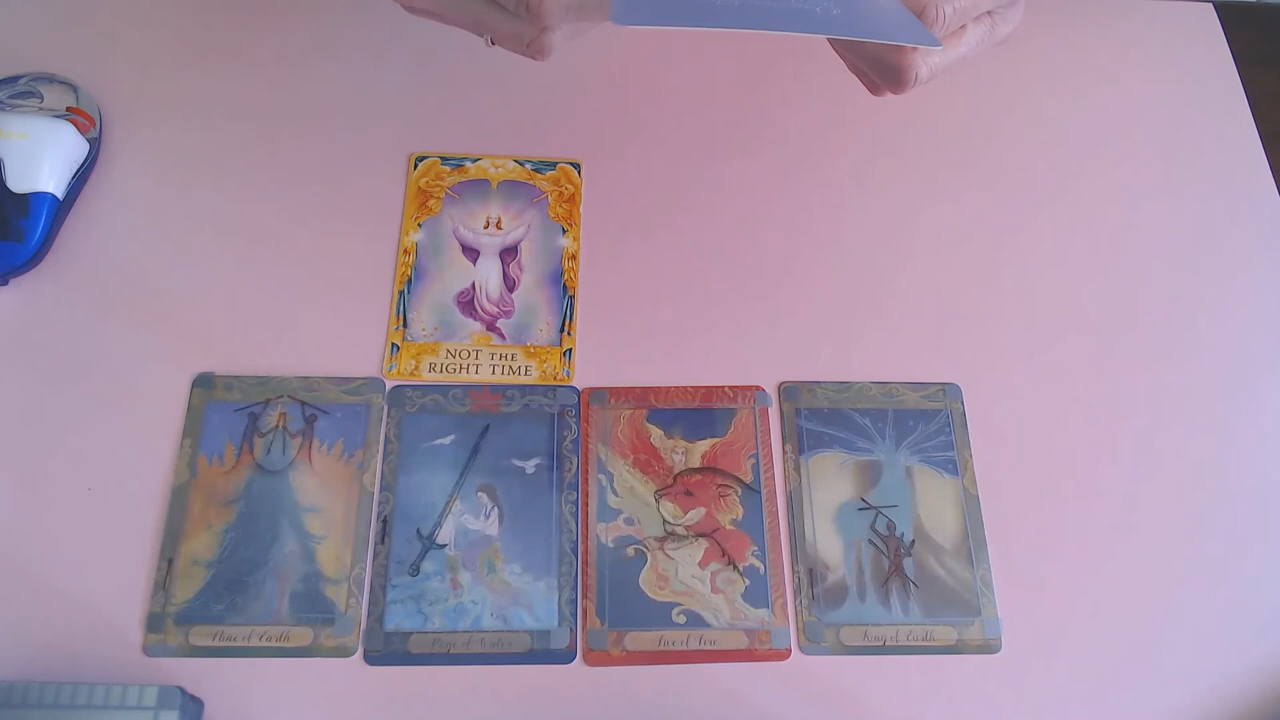 NOT THE
RIGHT TIME
Nine of Earth
Page of Water
Five of Fire
King of Earth